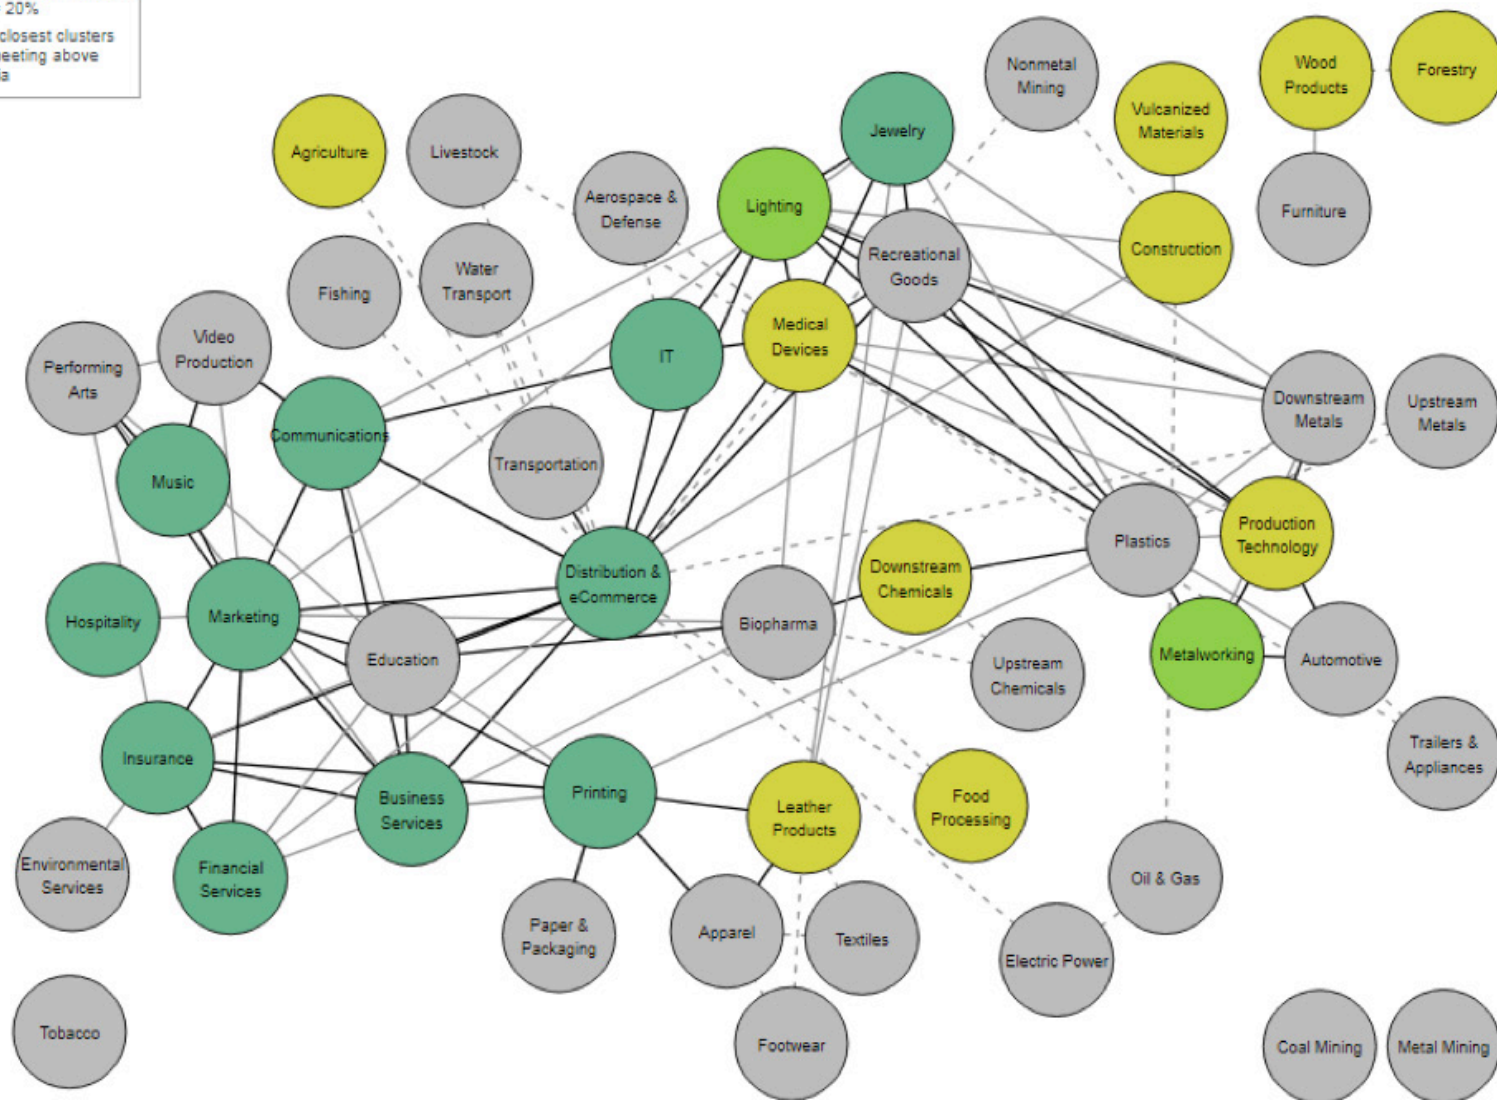 20%
closest clusters
above
Nonmetal
Mining
Wood
Products
Forestry
Vulcanized
Materials
Jewelry
Agriculture
Livestock
Aerospace &
Defense
Lighting
Furniture
Construction
Recreational
Goods
Fishing
Water
Transport
Video
Production
Medical
Devices
IT
Performing
Arts
Downstream
Metals
Upstream
Metals
Communications
Transportation
Music
Production
Technology
Plastics
Distribution &
eCommerce
Downstream
Chemicals
Hospitality
Marketing
Biopharma
Education
Metalworking
Automotive
Upstream
Chemicals
Trailers &
Appliances
Insurance
Business
Services
Printing
Leather
Products
Food
Processing
Environmental
Services
Financial
Services
Oil & Gas
Paper &
Packaging
Apparel
Textiles
Electric Power
Tobacco
Footwear
Coal Mining
Metal Mining